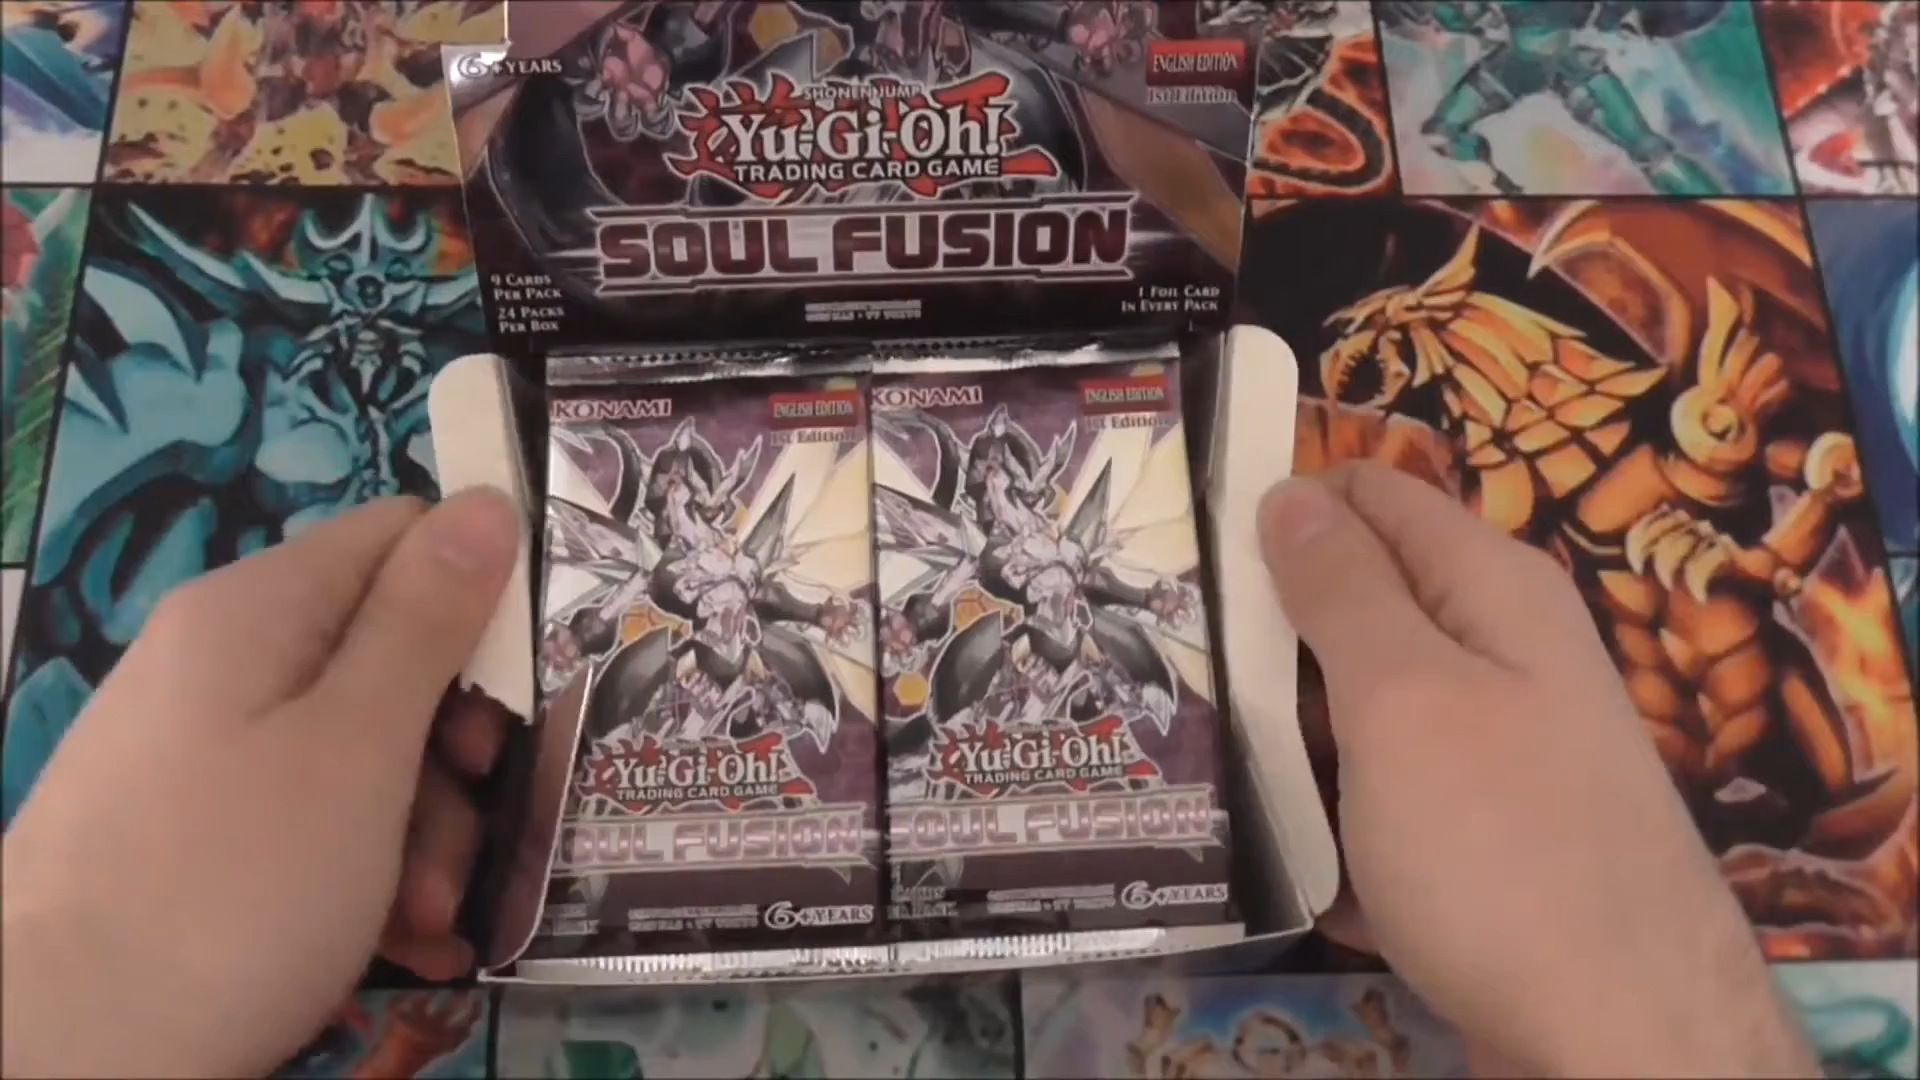 6+ YEARS
ENGLISH EDITION
1st Edition
SHONEN JUMP
Yu-Gi-Oh!
TRADING CARD GAME
SOUL FUSION
9 CARDS
PER PACK
24 PACKS
PER BOX
1 FOIL CARD
IN EVERY PACK
KONAMI
ENGLISH EDITION
1st Edition
Yu-Gi-Oh!
TRADING CARD GAME
OUL FUSION
6+YEARS
KONAMI
ENGLISH EDITION
1st Edition
Yu-Gi-Oh!
TRADING CARD GAME
SOUL FUSION
6+YEARS